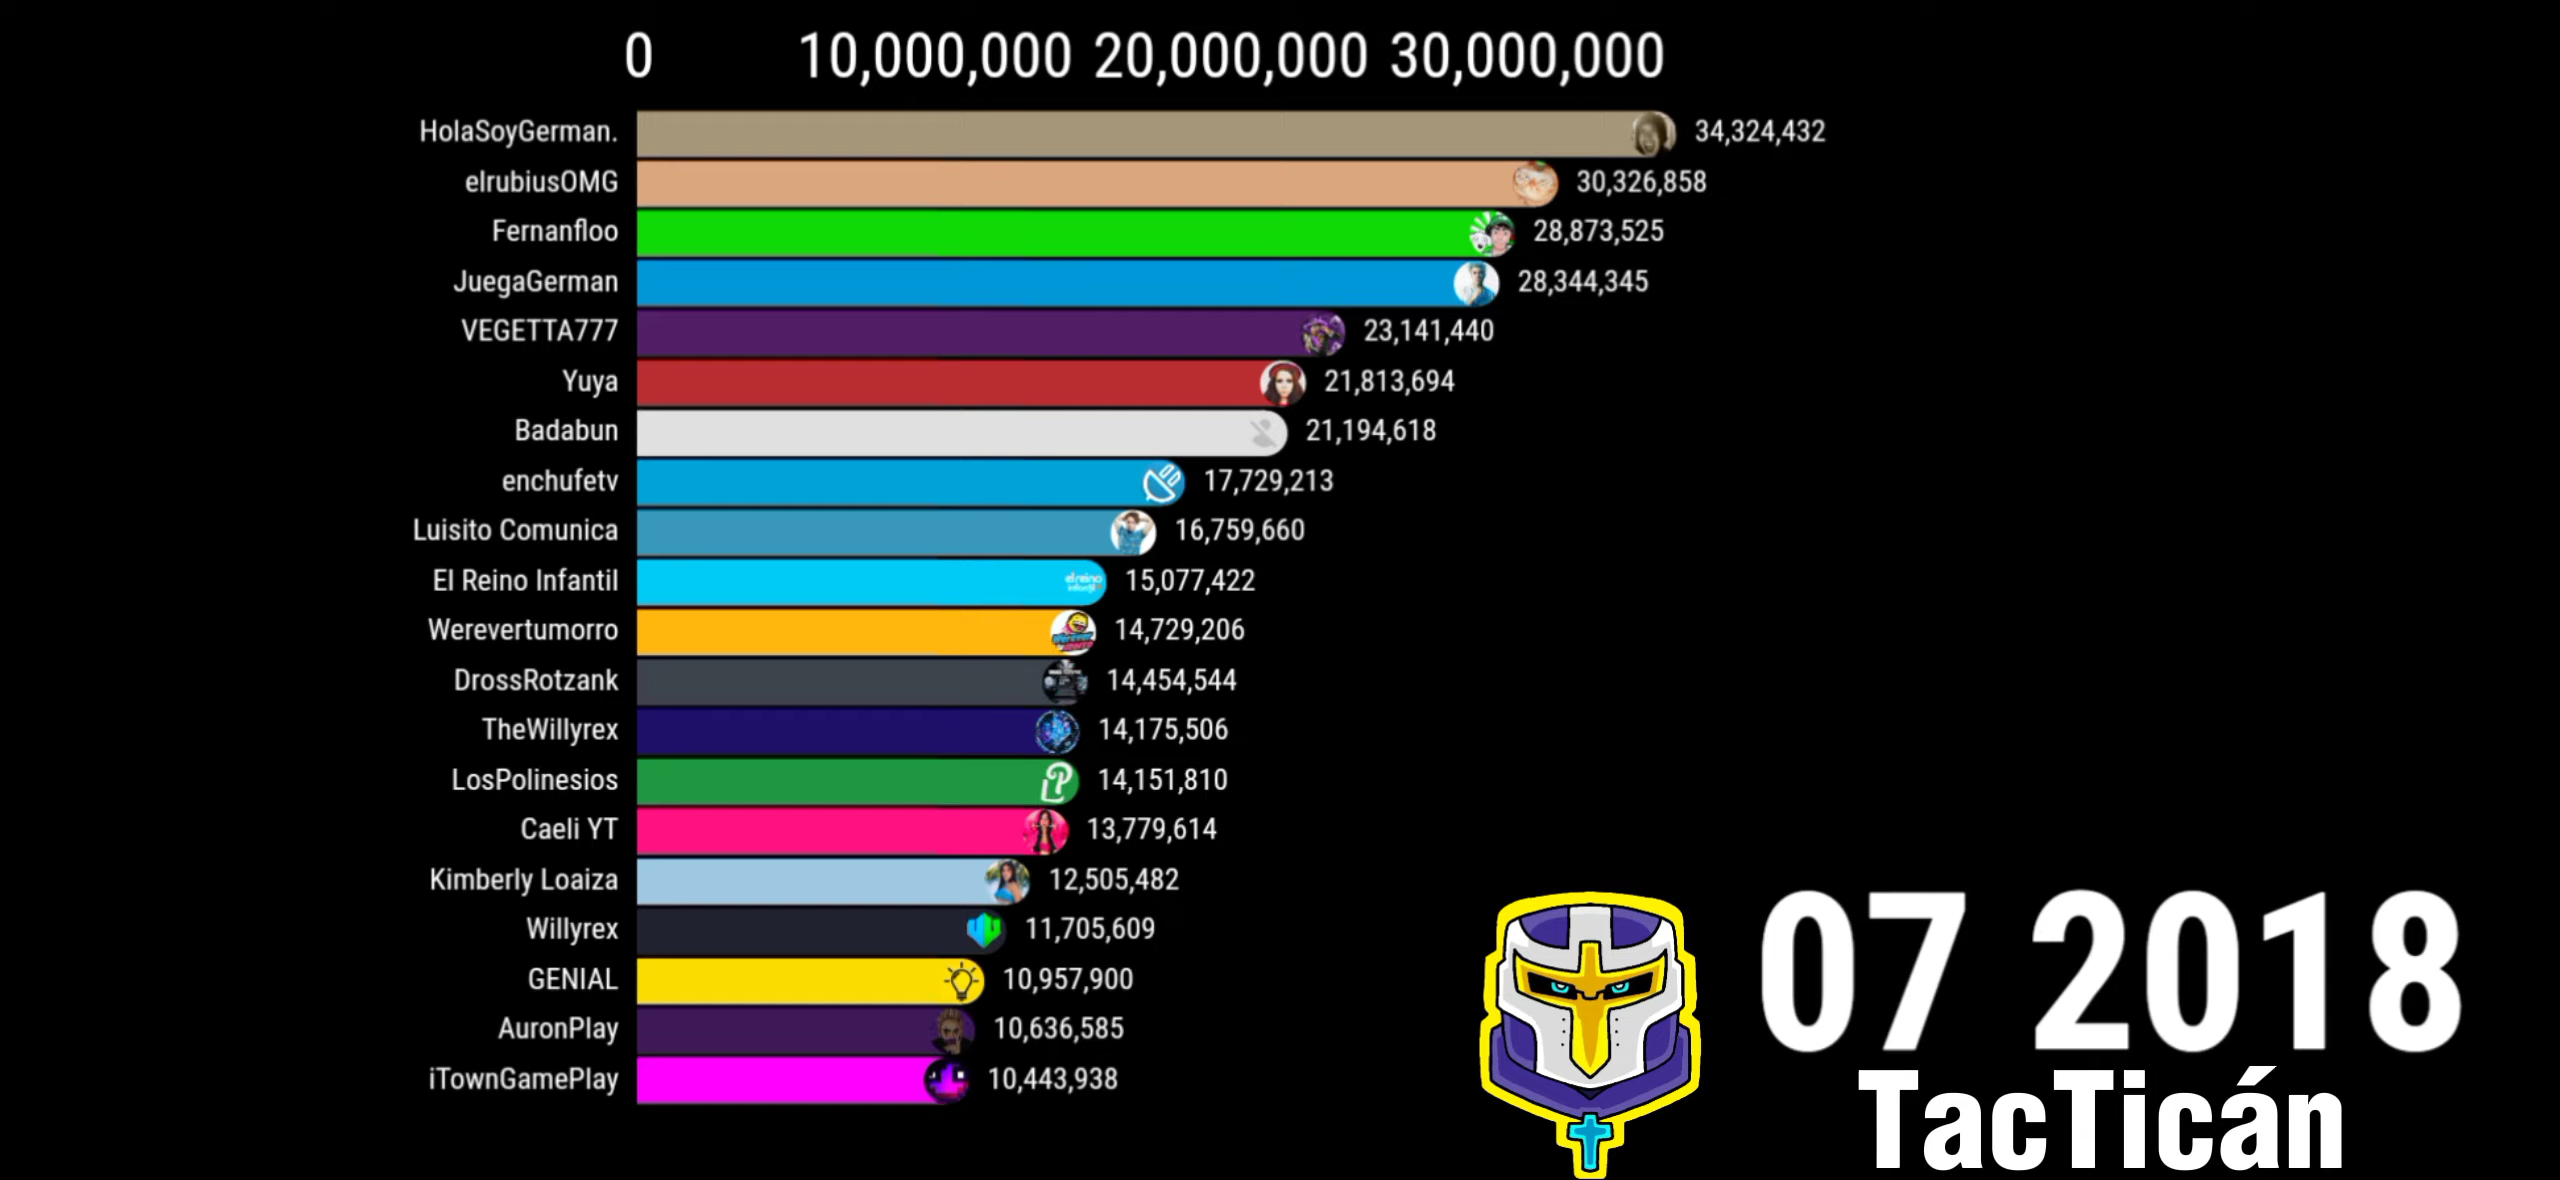 0 10,000,000 20,000,000 30,000,000
HolaSoyGerman. 34,324,432
elrubiusOMG 30,326,858
Fernanfloo 28,873,525
JuegaGerman 28,344,345
VEGETTA777 23,141,440
Yuya 21,813,694
Badabun 21,194,618
enchufetv 17,729,213
Luisito Comunica 16,759,660
El Reino Infantil el reino infantil 15,077,422
Werevertumorro 14,729,206
DrossRotzank 14,454,544
TheWillyrex 14,175,506
LosPolinesios 14,151,810
Caeli YT 13,779,614
Kimberly Loaiza 12,505,482
Willyrex 11,705,609
GENIAL 10,957,900
AuronPlay 10,636,585
iTownGamePlay 10,443,938
07 2018
TacTicán